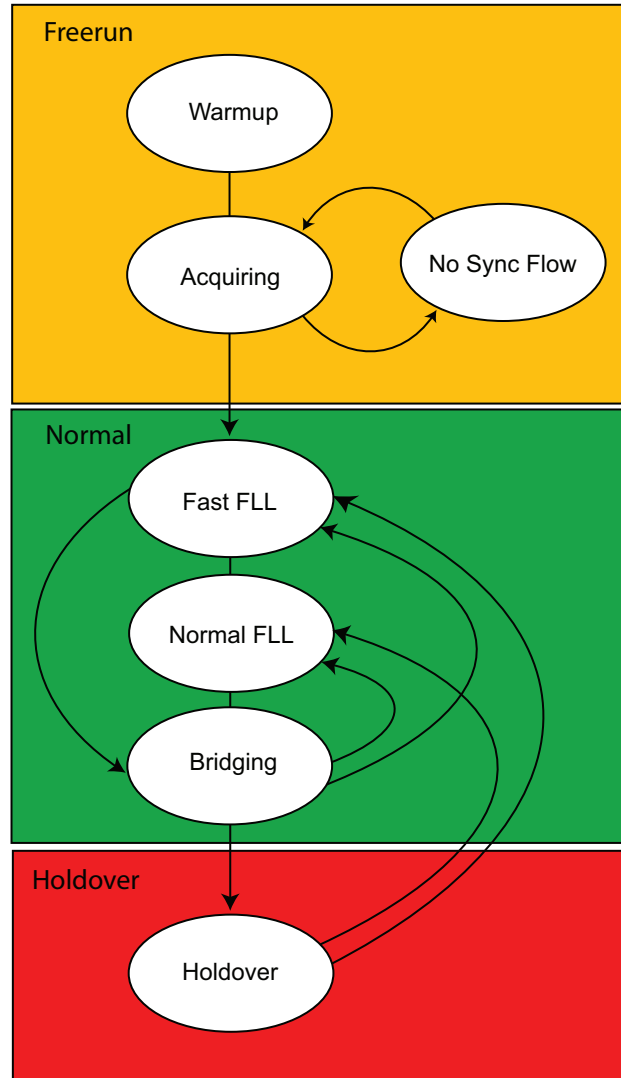 Freerun
Warmup
Acquiring
No Sync Flow
Normal
Fast FLL
Normal FLL
Bridging
Holdover
Holdover